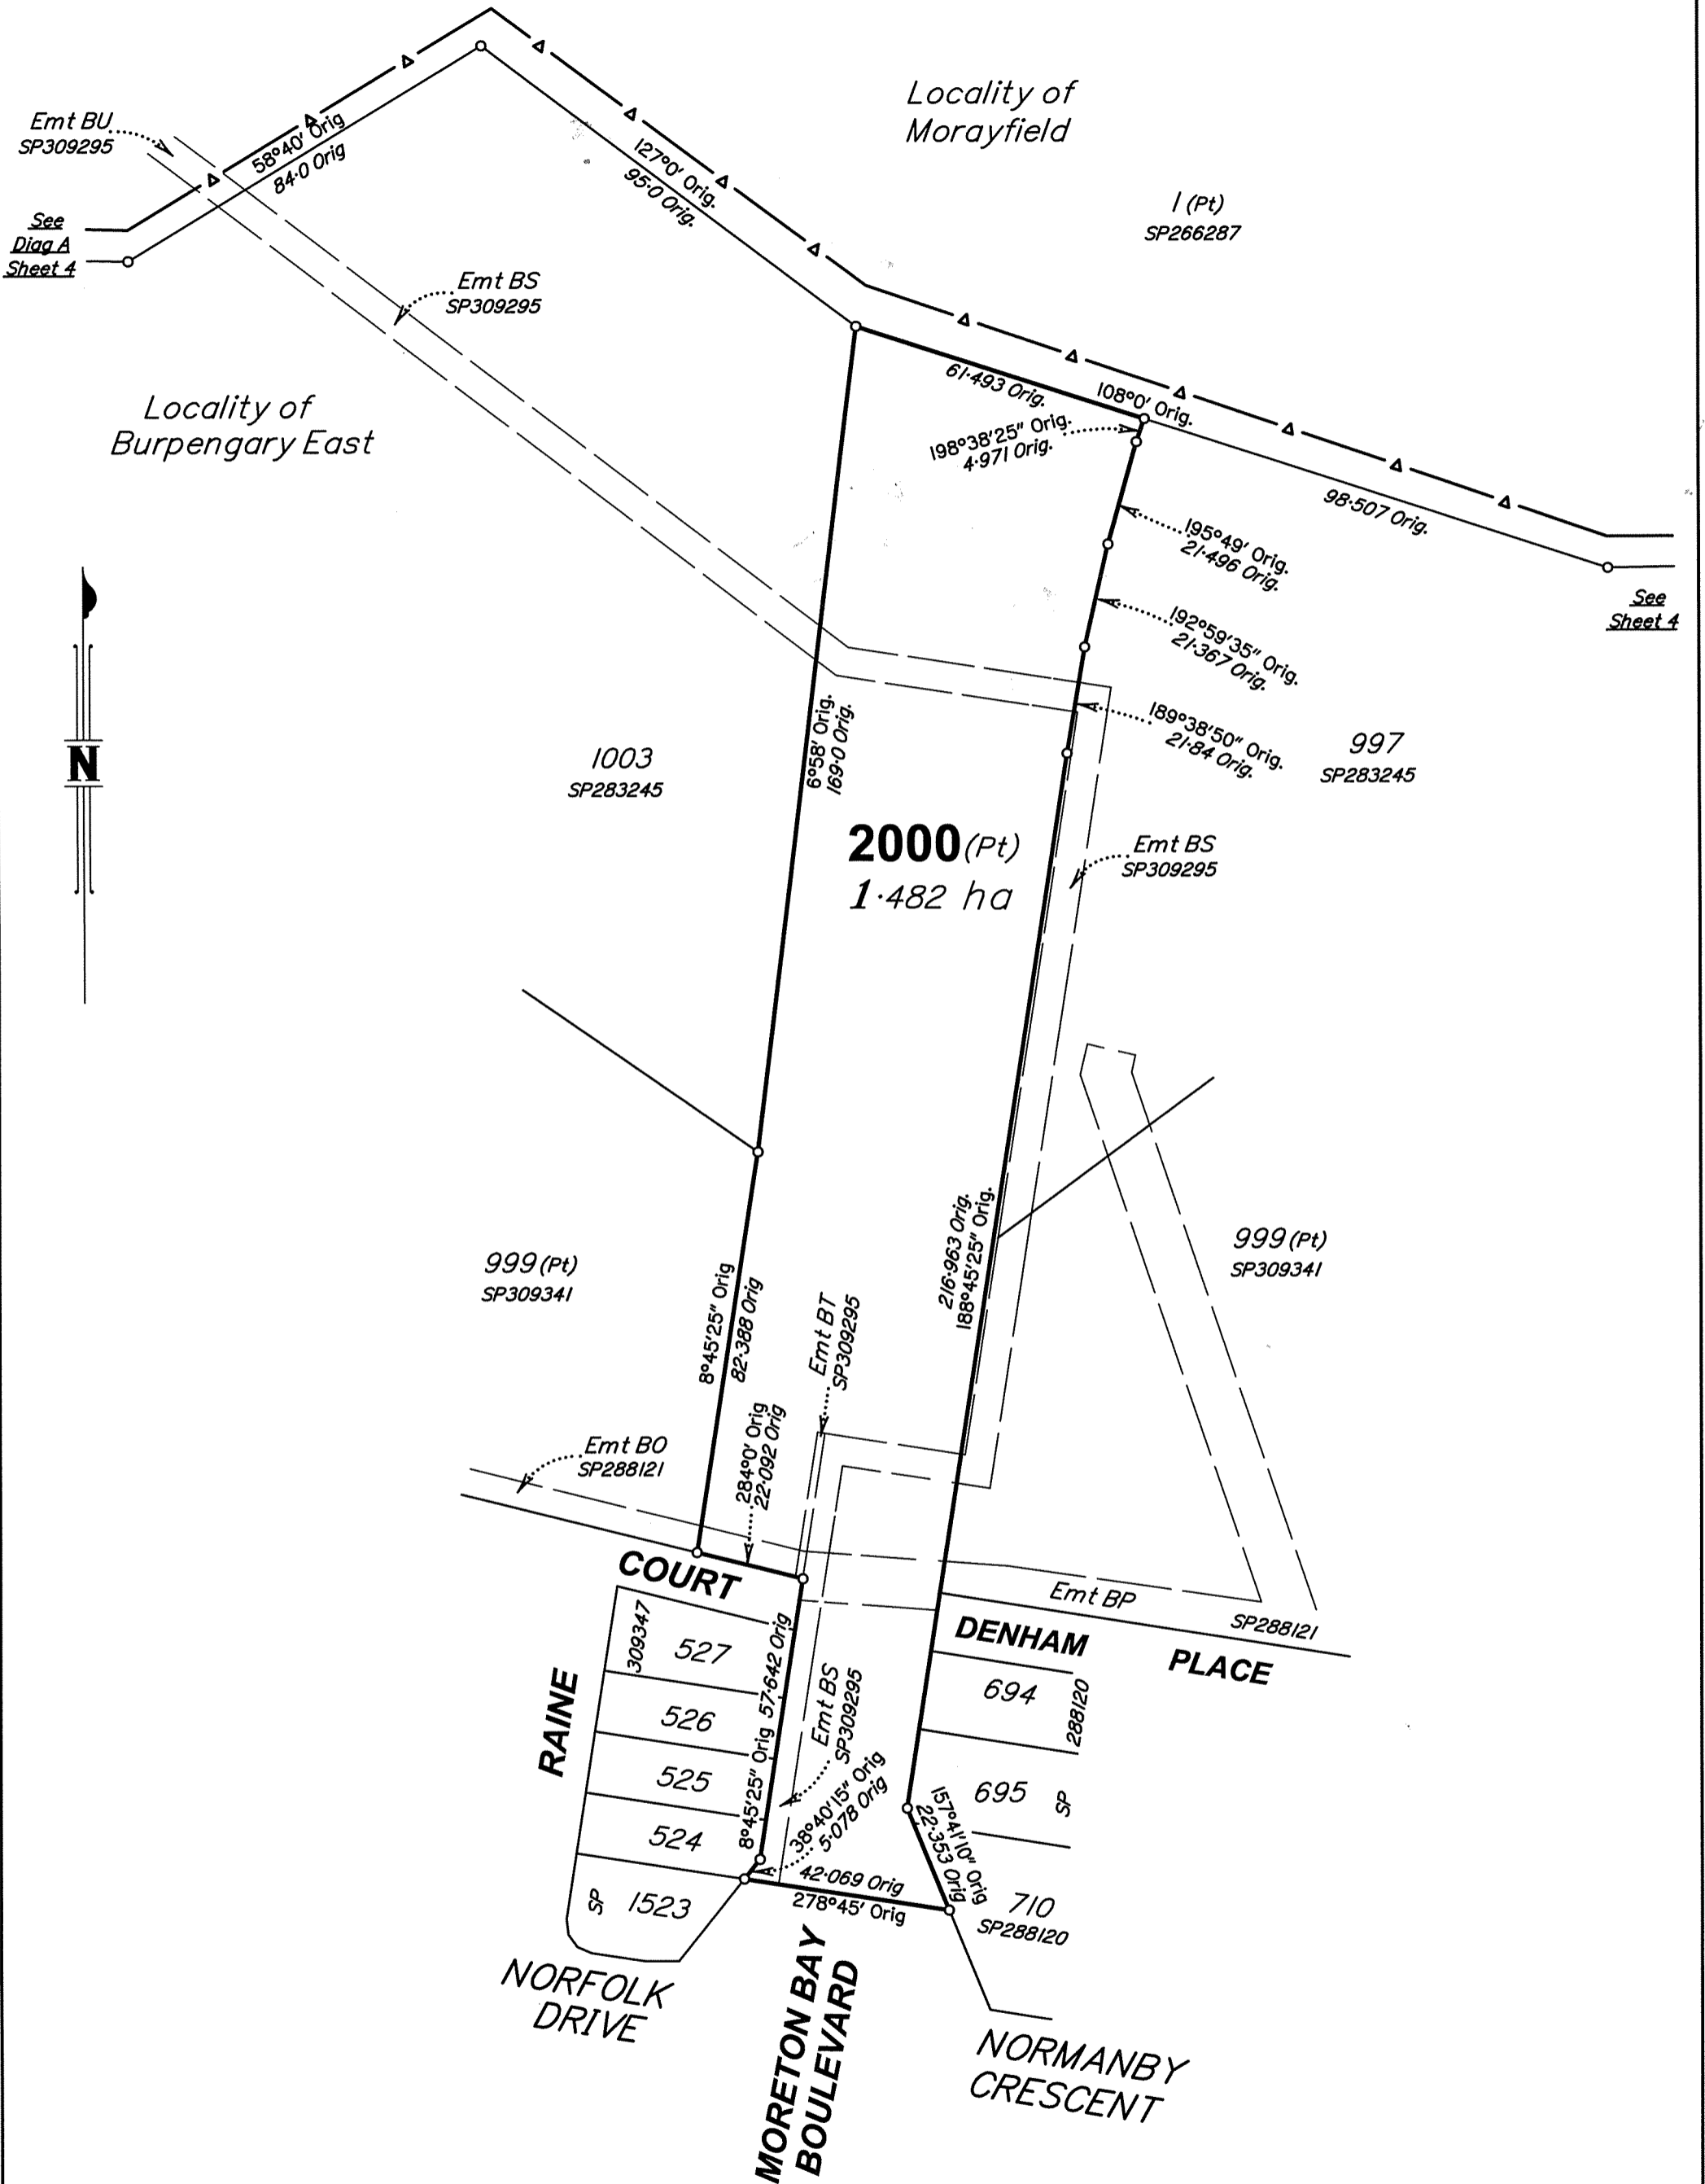 Locality of
Morayfield
Emt BU
SP309295
58°40' Orig
84·0 Orig
127°0' Orig.
95·0 Orig.
1 (Pt)
SP266287
See
Diag A
Sheet 4
Emt BS
SP309295
Locality of
Burpengary East
61·493 Orig.
108°0' Orig.
198°38'25" Orig.
4·971 Orig.
98·507 Orig.
195°49' Orig.
21·496 Orig.
See
Sheet 4
192°59'35" Orig.
21·367 Orig.
189°38'50" Orig.
21·84 Orig.
6°58' Orig.
169·0 Orig.
N
1003
SP283245
997
SP283245
2000 (Pt)
1·482 ha
Emt BS
SP309295
216·963 Orig.
188°45'25" Orig.
999 (Pt)
SP309341
999 (Pt)
SP309341
8°45'25" Orig
82·388 Orig
Emt BT
SP309295
284°0' Orig
22·092 Orig
Emt BO
SP288121
COURT
Emt BP
SP288121
DENHAM
PLACE
309347
527
57·642 Orig
8°45'25" Orig
RAINE
526
Emt BS
SP309295
694
288120
525
38°40'15" Orig
5·078 Orig
695
SP
524
157°41'10" Orig
22·353 Orig
42·069 Orig
278°45' Orig
SP
1523
710
SP288120
NORFOLK
DRIVE
MORETON BAY
BOULEVARD
NORMANBY
CRESCENT